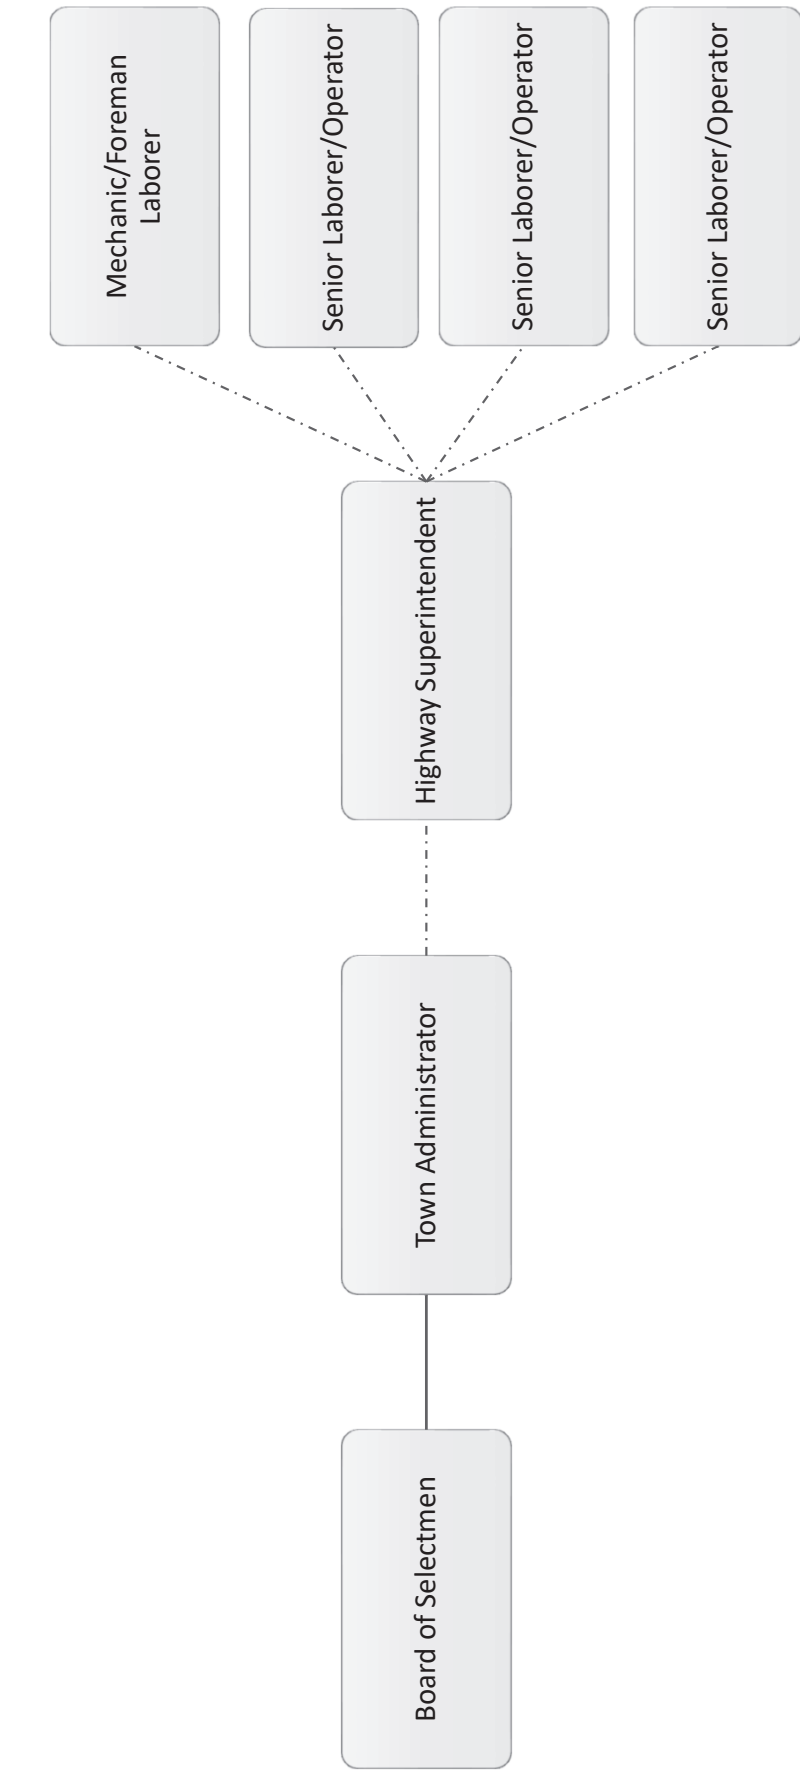 Board of Selectmen
Town Administrator
Highway Superintendent
Mechanic/Foreman
Laborer
Senior Laborer/Operator
Senior Laborer/Operator
Senior Laborer/Operator